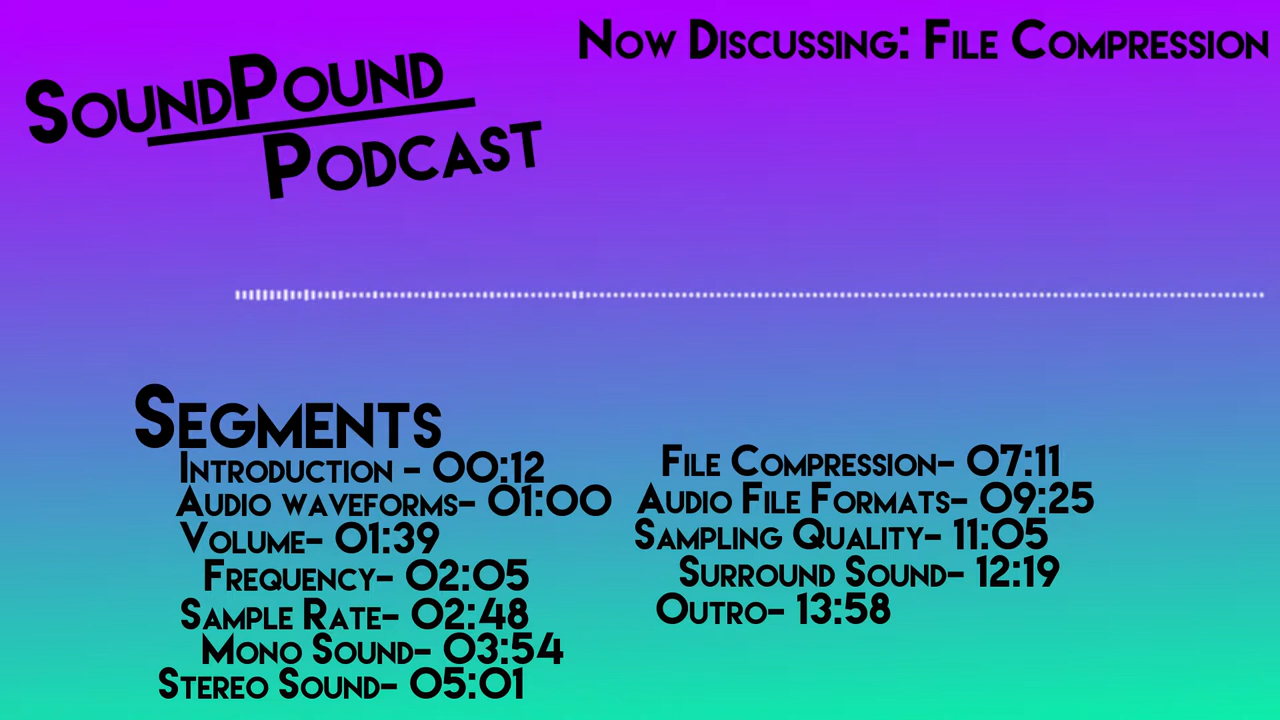 SoundPound
Podcast
Now Discussing: File Compression
Segments
Introduction - 00:12
Audio waveforms- 01:00
Volume- 01:39
Frequency- 02:05
Sample Rate- 02:48
Mono Sound- 03:54
Stereo Sound- 05:01
File Compression- 07:11
Audio File Formats- 09:25
Sampling Quality- 11:05
Surround Sound- 12:19
Outro- 13:58